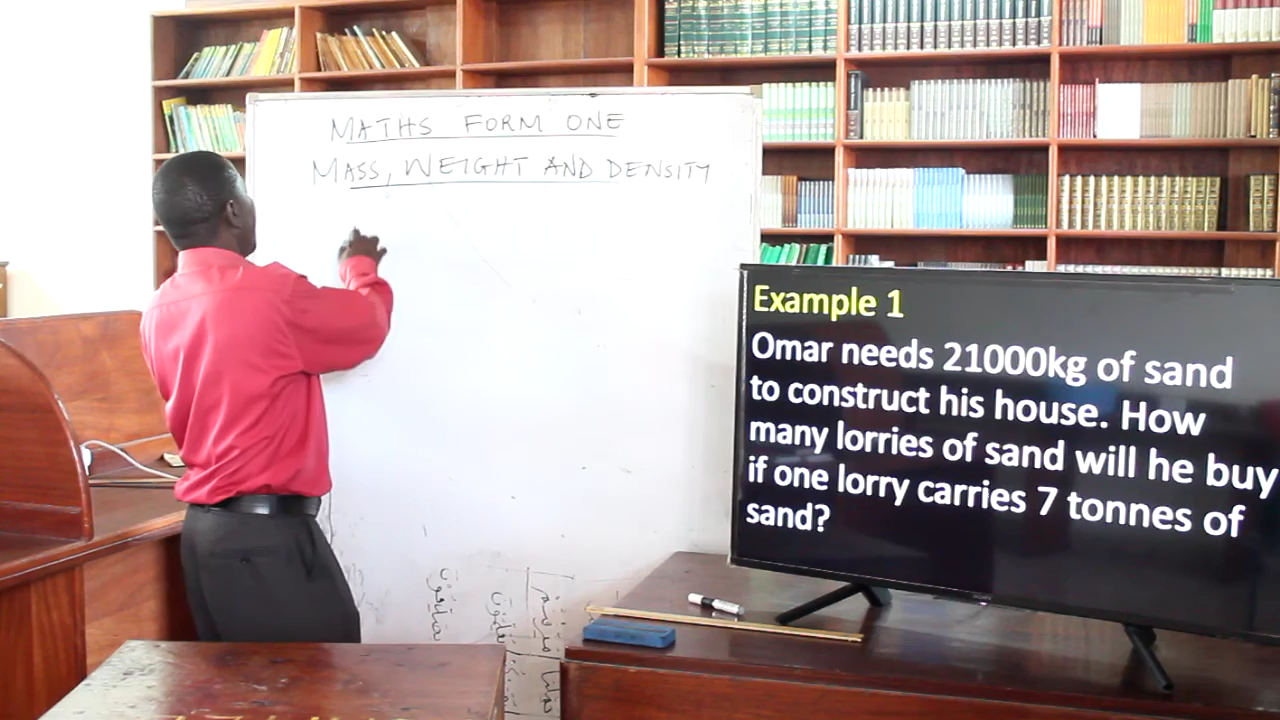 MATHS FORM ONE
MASS, WEIGHT AND DENSITY
Example 1
Omar needs 21000kg of sand
to construct his house. How
many lorries of sand will he buy
if one lorry carries 7 tonnes of
sand?